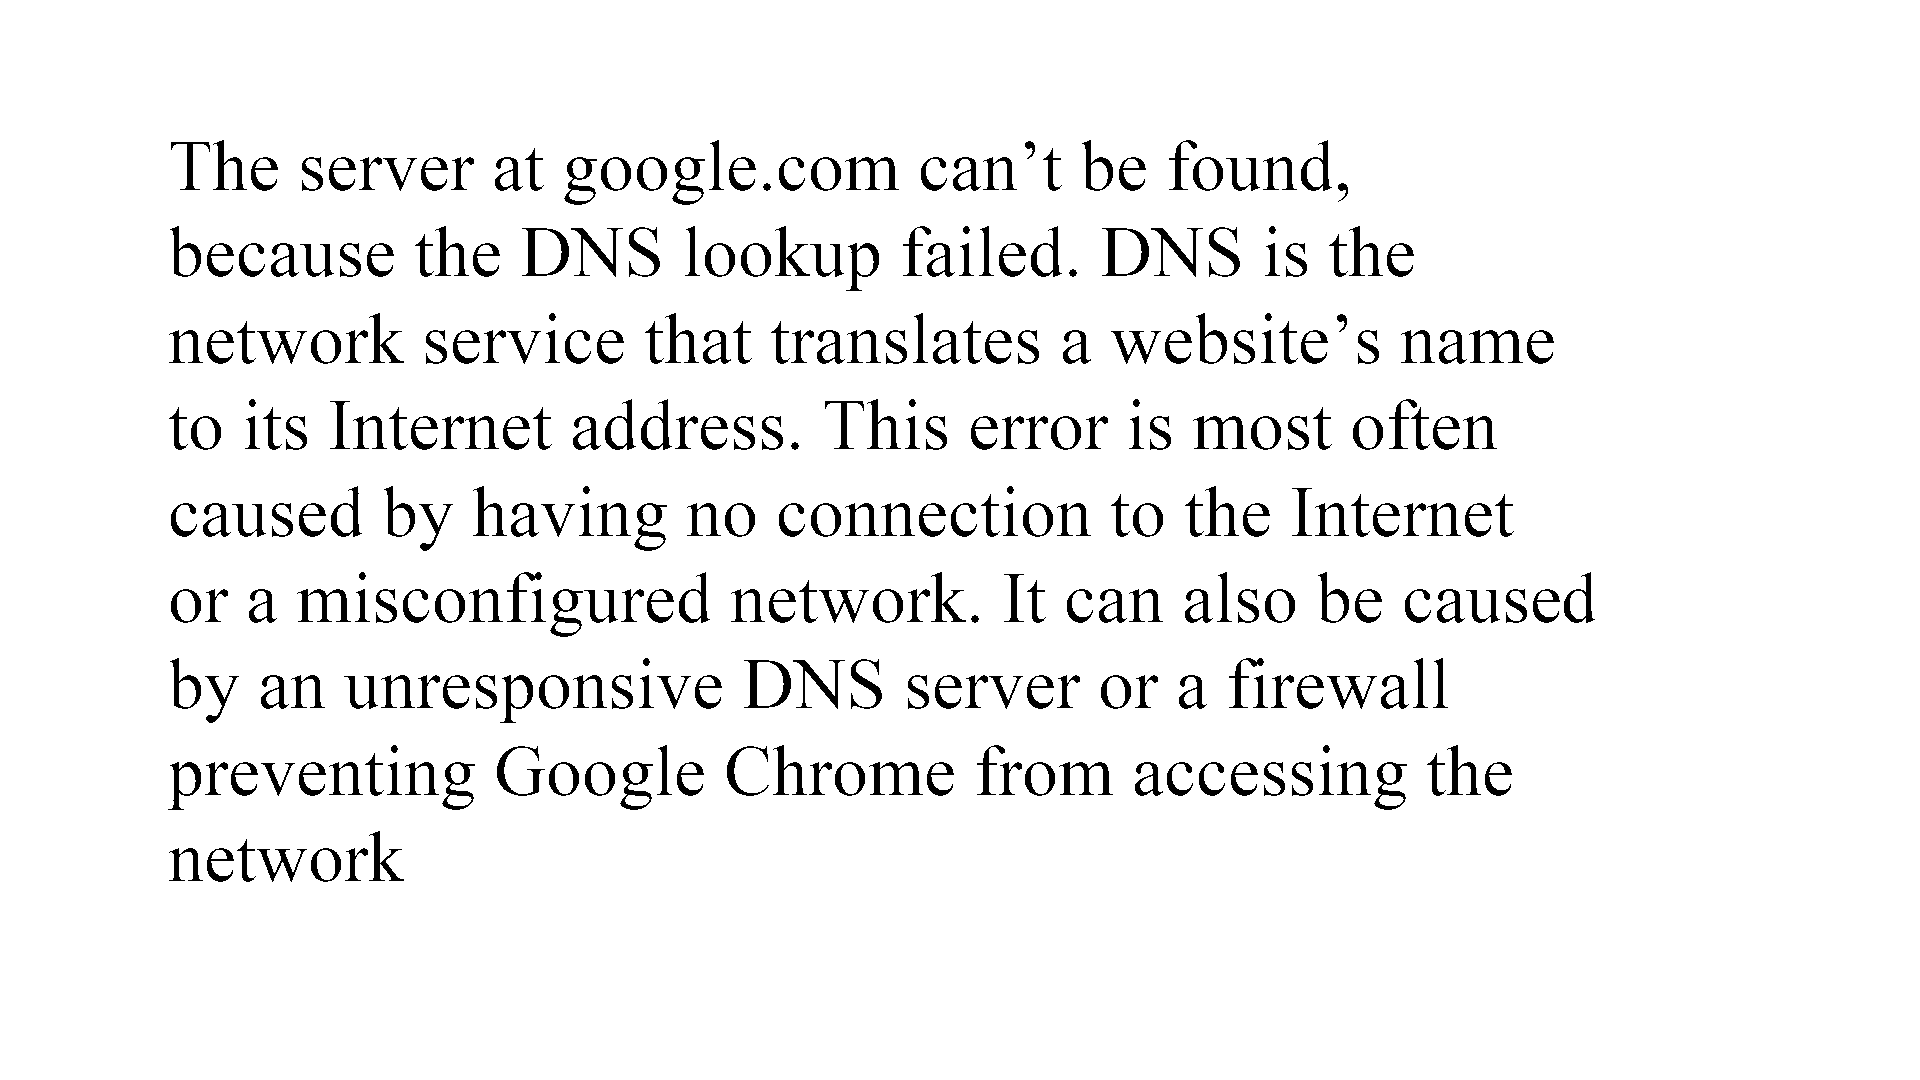 The server at google.com can’t be found,
because the DNS lookup failed. DNS is the
network service that translates a website’s name
to its Internet address. This error is most often
caused by having no connection to the Internet
or a misconfigured network. It can also be caused
by an unresponsive DNS server or a firewall
preventing Google Chrome from accessing the
network